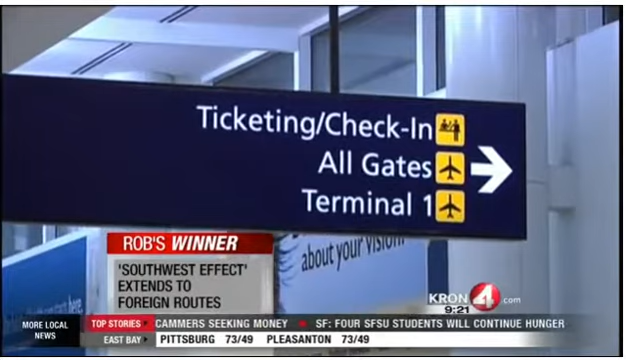 Ticketing/Check-In
All Gates
Terminal 1
ROB'S WINNER
'SOUTHWEST EFFECT'
EXTENDS TO
FOREIGN ROUTES
about your vision.
here.
KRON 4 .com
9:21
MORE LOCAL
NEWS
TOP STORIES CAMMERS SEEKING MONEY SF: FOUR SFSU STUDENTS WILL CONTINUE HUNGER
EAST BAY PITTSBURG 73/49 PLEASANTON 73/49